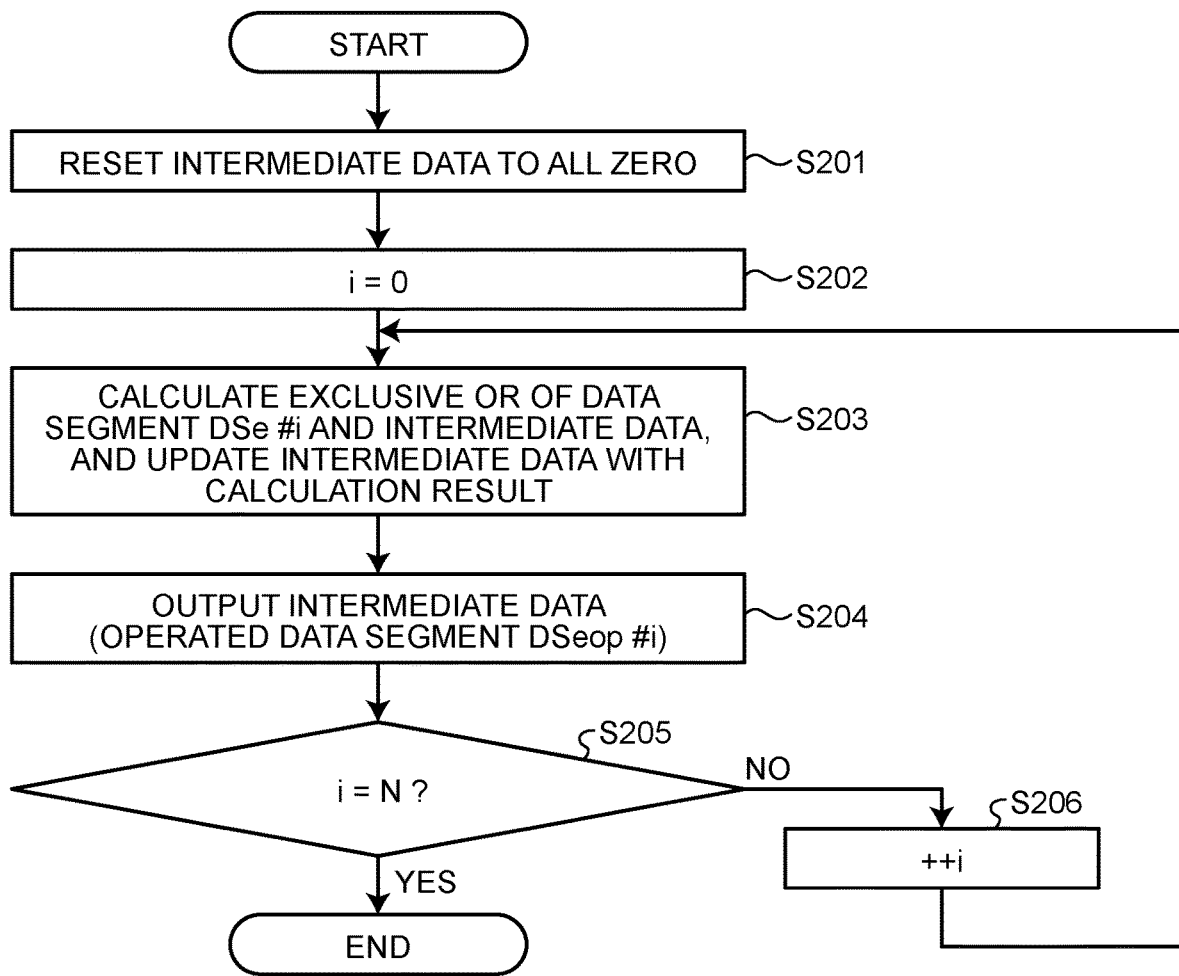 START
RESET INTERMEDIATE DATA TO ALL ZERO
S201
i = 0
S202
CALCULATE EXCLUSIVE OR OF DATA
SEGMENT DSe #i AND INTERMEDIATE DATA,
AND UPDATE INTERMEDIATE DATA WITH
CALCULATION RESULT
S203
OUTPUT INTERMEDIATE DATA
(OPERATED DATA SEGMENT DSeop #i)
S204
S205
i = N ?
NO
S206
++i
YES
END